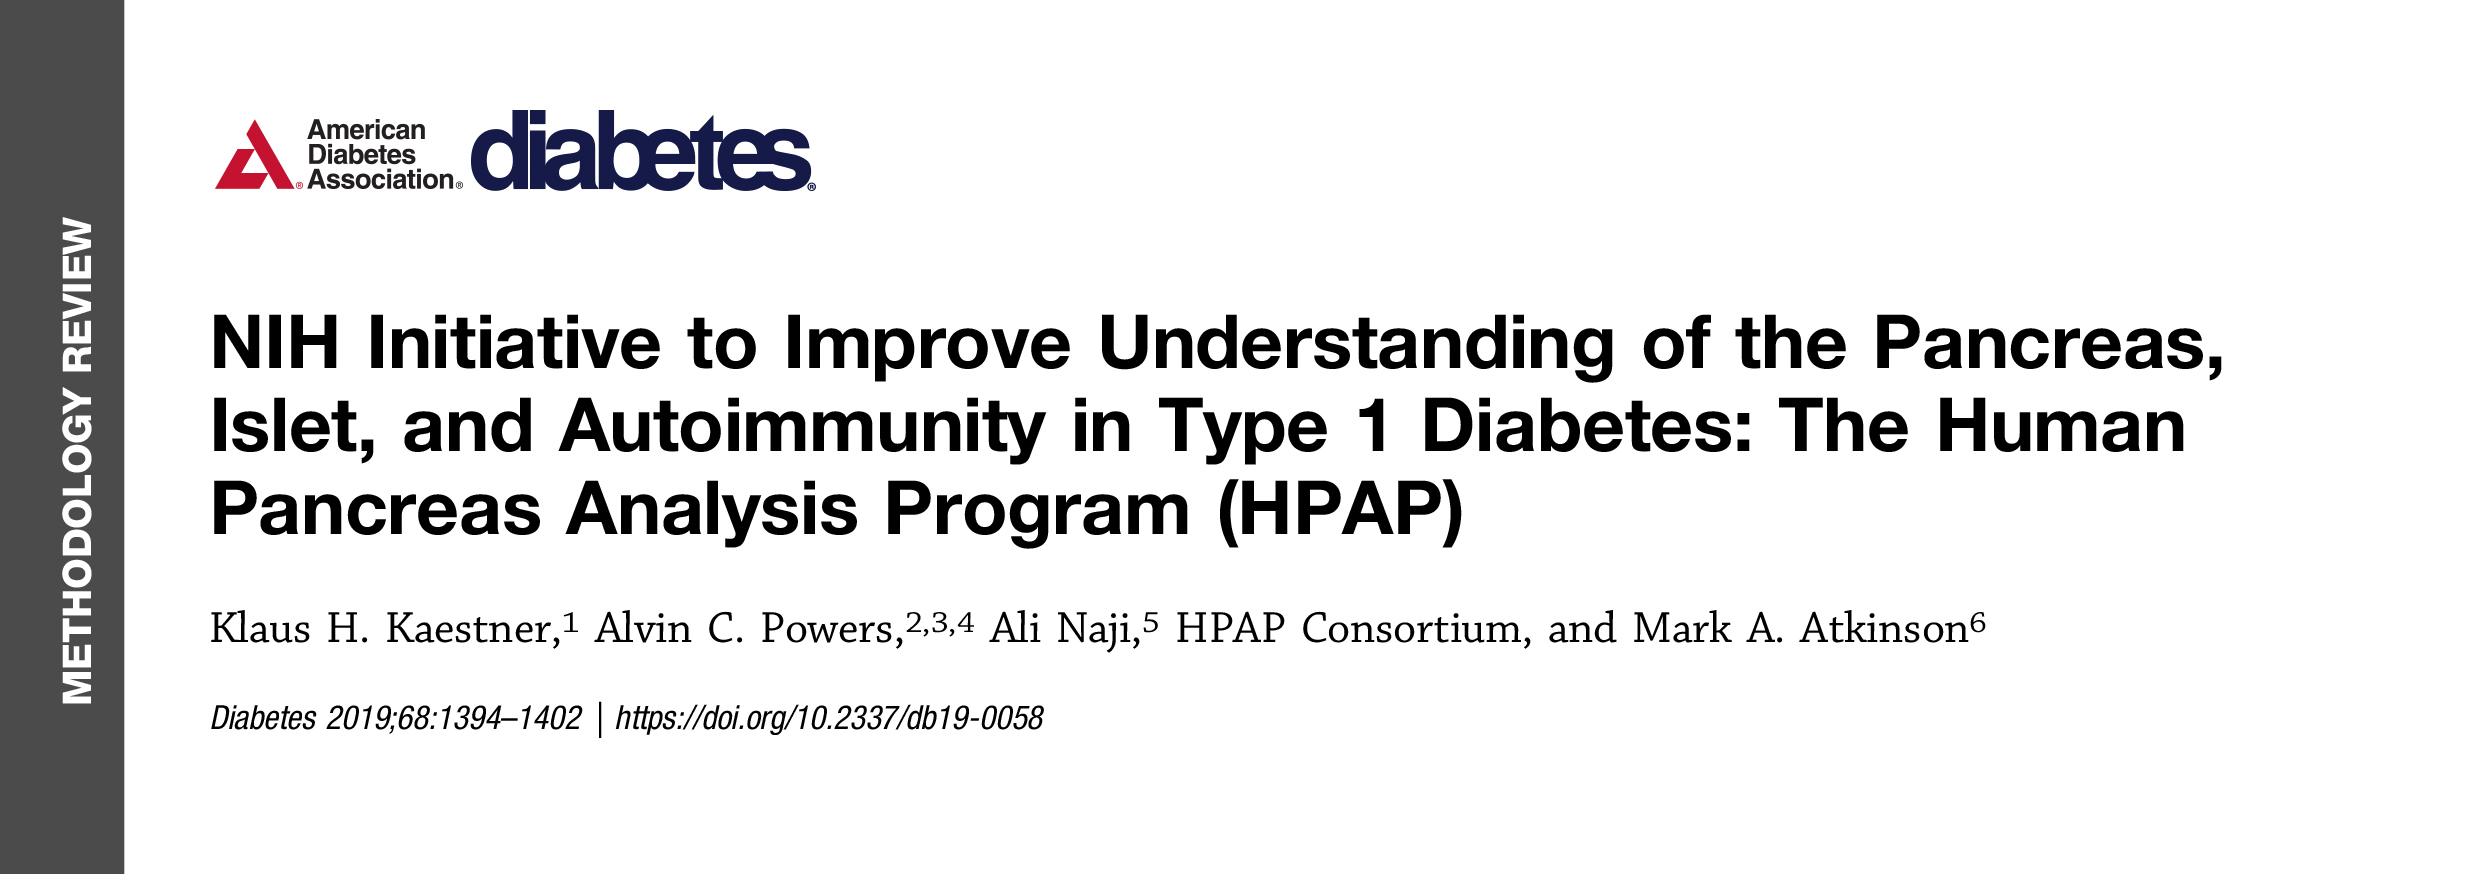 METHODOLOGY REVIEW
American
Diabetes
Association®
diabetes®
NIH Initiative to Improve Understanding of the Pancreas,
Islet, and Autoimmunity in Type 1 Diabetes: The Human
Pancreas Analysis Program (HPAP)
Klaus H. Kaestner,1 Alvin C. Powers,2,3,4 Ali Naji,5 HPAP Consortium, and Mark A. Atkinson6
Diabetes 2019;68:1394–1402 | https://doi.org/10.2337/db19-0058